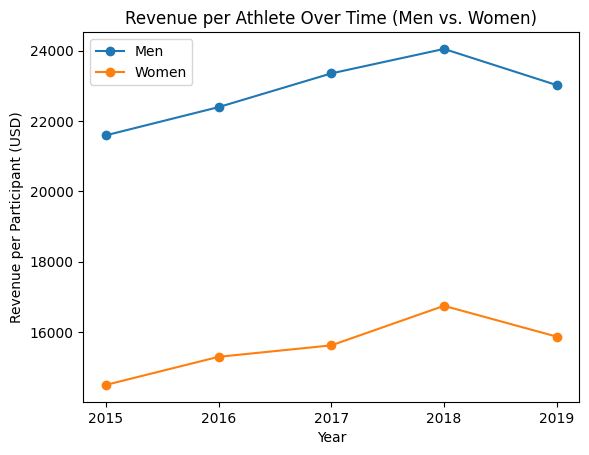 Revenue per Athlete Over Time (Men vs. Women)
Men
Women
Revenue per Participant (USD)
24000
22000
20000
18000
16000
2015 2016 2017 2018 2019
Year